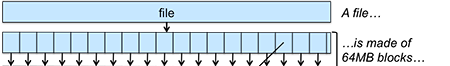 file
A file...
...is made of
64MB blocks...